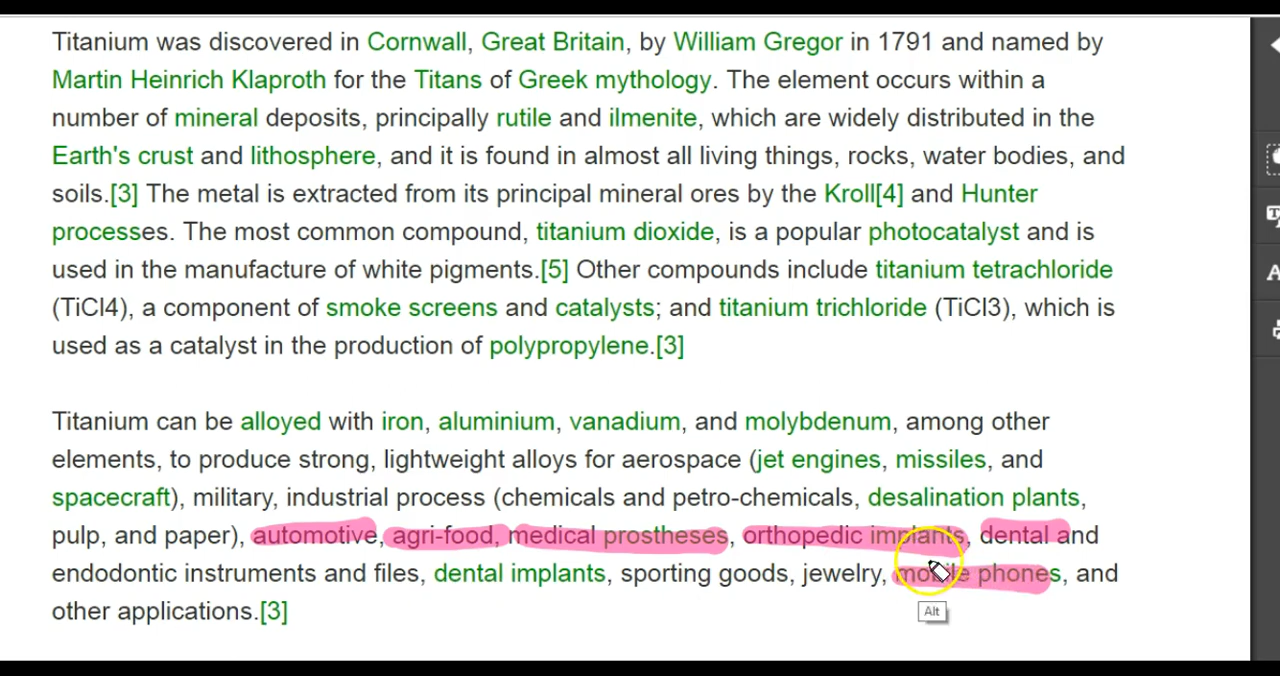 Titanium was discovered in Cornwall, Great Britain, by William Gregor in 1791 and named by
Martin Heinrich Klaproth for the Titans of Greek mythology. The element occurs within a
number of mineral deposits, principally rutile and ilmenite, which are widely distributed in the
Earth's crust and lithosphere, and it is found in almost all living things, rocks, water bodies, and
soils.[3] The metal is extracted from its principal mineral ores by the Kroll[4] and Hunter
processes. The most common compound, titanium dioxide, is a popular photocatalyst and is
used in the manufacture of white pigments.[5] Other compounds include titanium tetrachloride
(TiCl4), a component of smoke screens and catalysts; and titanium trichloride (TiCl3), which is
used as a catalyst in the production of polypropylene.[3]
Titanium can be alloyed with iron, aluminium, vanadium, and molybdenum, among other
elements, to produce strong, lightweight alloys for aerospace (jet engines, missiles, and
spacecraft), military, industrial process (chemicals and petro-chemicals, desalination plants,
pulp, and paper), automotive, agri-food, medical prostheses, orthopedic implants, dental and
endodontic instruments and files, dental implants, sporting goods, jewelry, mobile phones, and
other applications.[3]
Alt